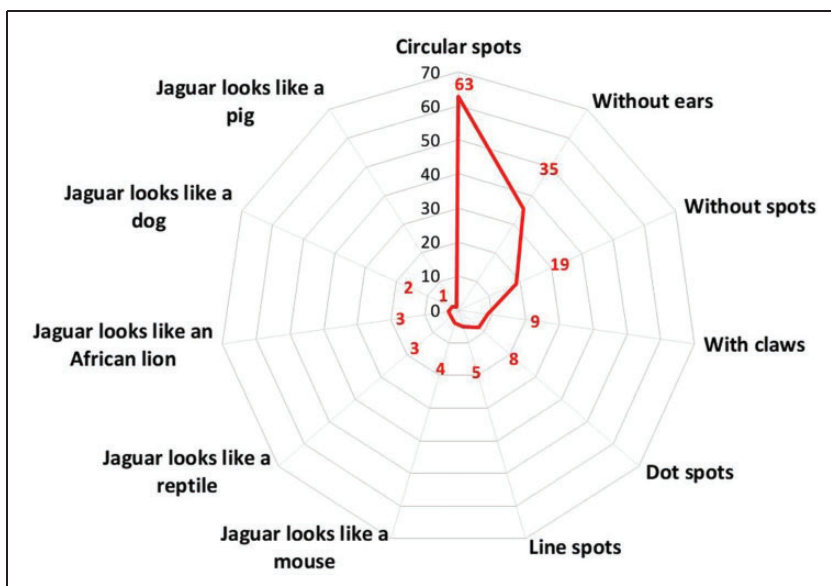 Circular spots
70
63
Jaguar looks like a
pig
Without ears
60
50
35
Jaguar looks like a
dog
40
Without spots
30
20
19
2
1
10
0
3
9
Jaguar looks like an
African lion
With claws
3
8
4
5
Jaguar looks like a
reptile
Dot spots
Jaguar looks like a
mouse
Line spots